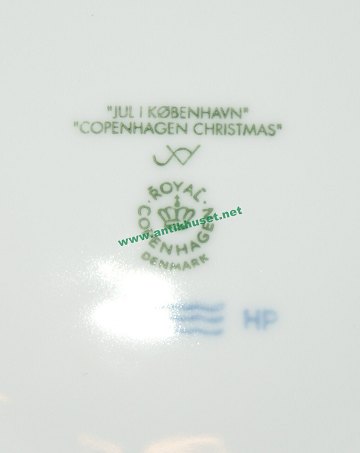 "JUL I KØBENHAVN"
"COPENHAGEN CHRISTMAS"
ROYAL
COPENHAGEN
DENMARK
www.antikhuset.net
HP